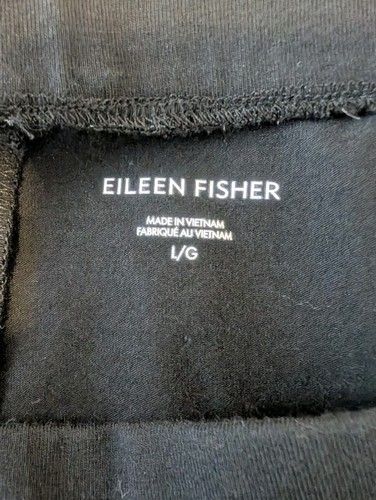 EILEEN FISHER
MADE IN VIETNAM
FABRIQUÉ AU VIETNAM
L/G